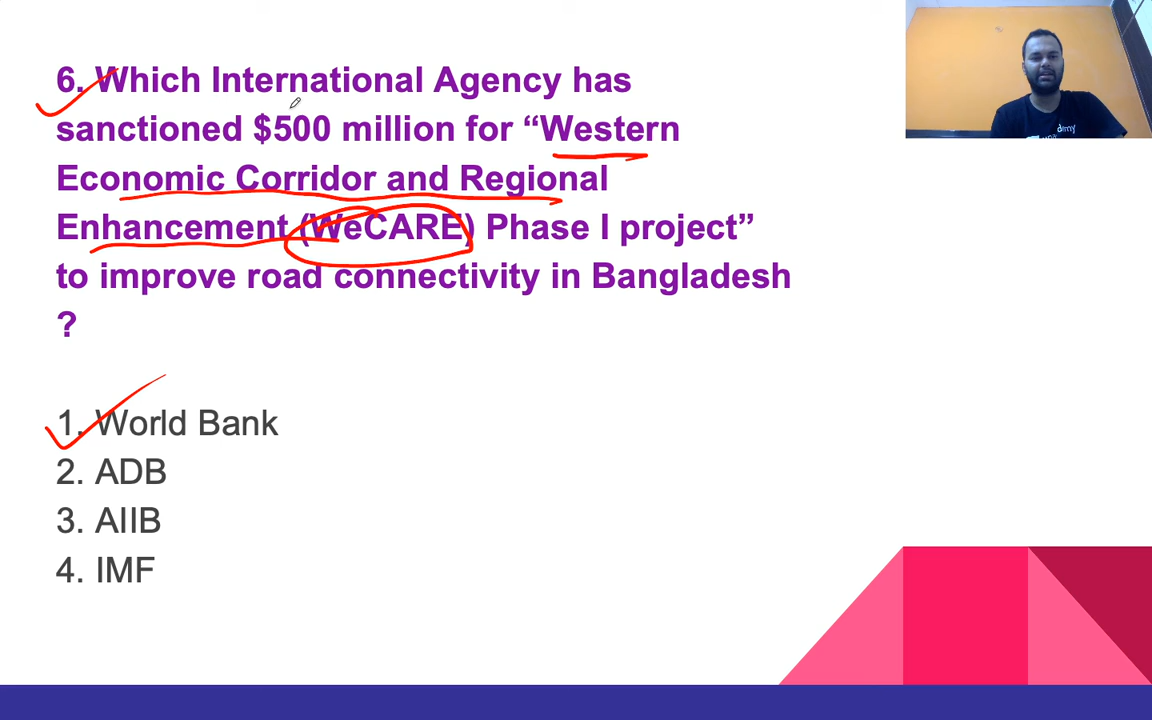 6. Which International Agency has
sanctioned $500 million for “Western
Economic Corridor and Regional
Enhancement (WeCARE) Phase I project”
to improve road connectivity in Bangladesh
?
1. World Bank
2. ADB
3. AIIB
4. IMF